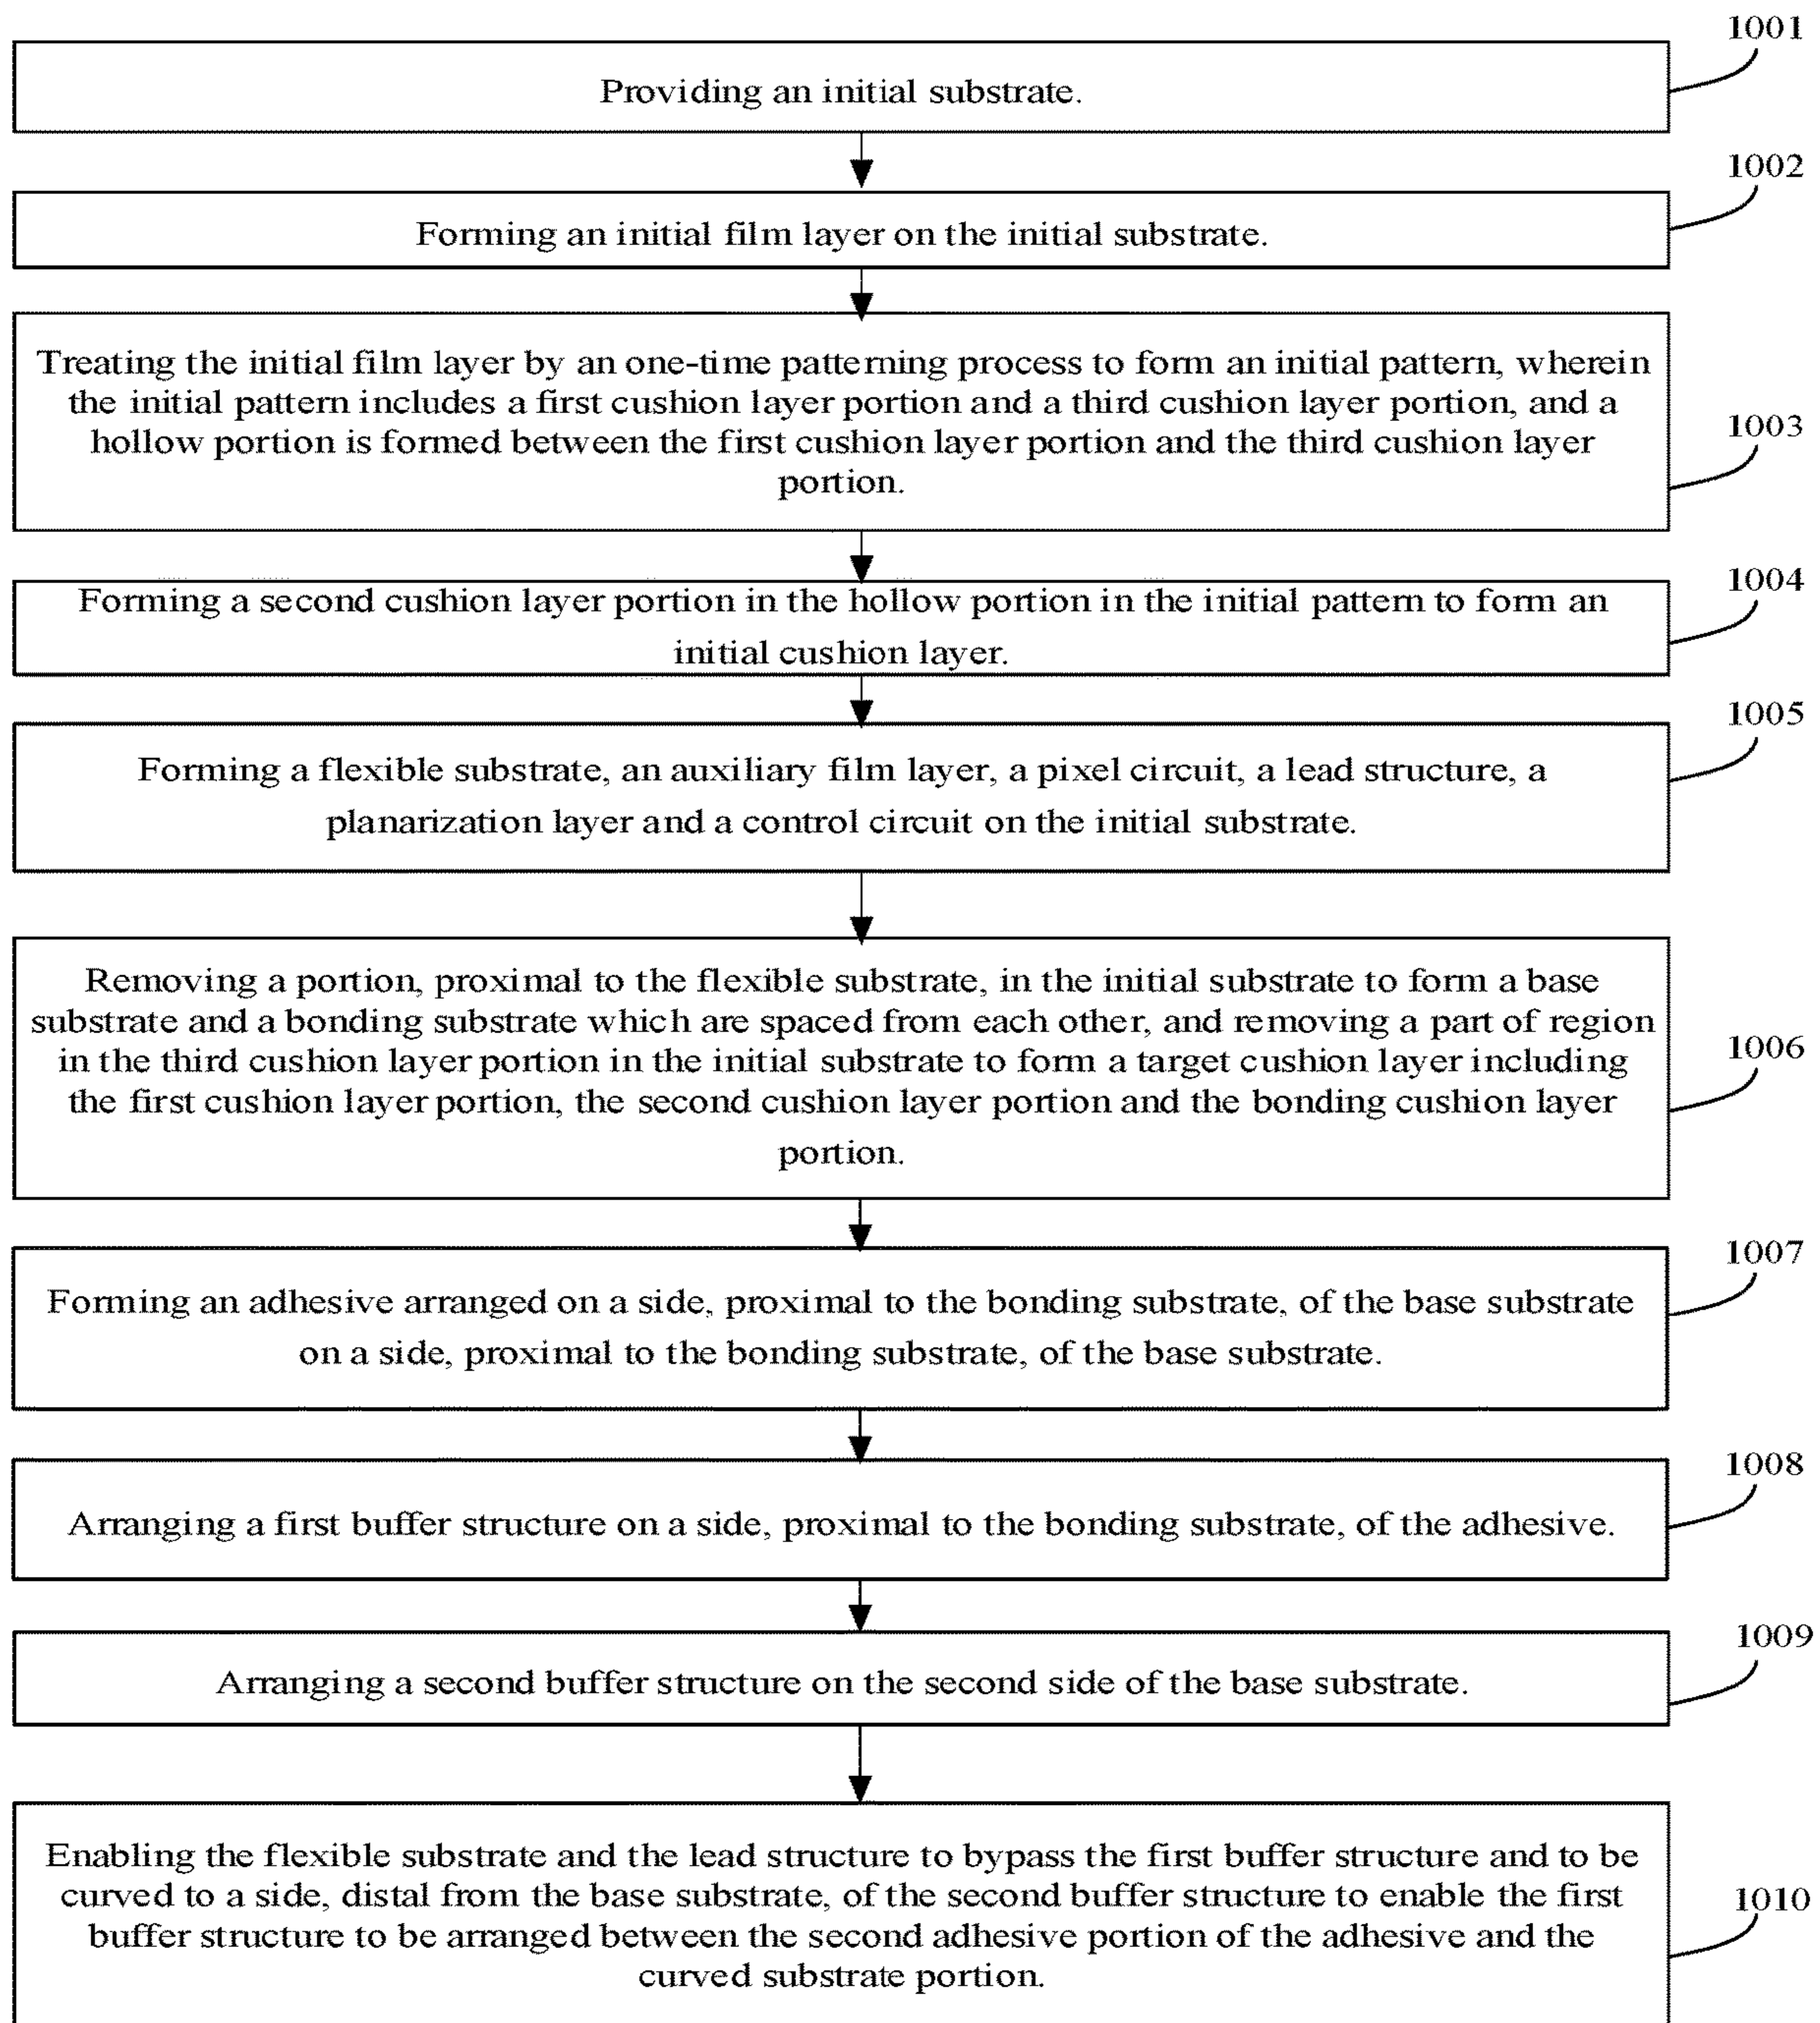 1001
Providing an initial substrate.
1002
Forming an initial film layer on the initial substrate.
Treating the initial film layer by an one-time patterning process to form an initial pattern, wherein
the initial pattern includes a first cushion layer portion and a third cushion layer portion, and a
hollow portion is formed between the first cushion layer portion and the third cushion layer
portion.
1003
1004
Forming a second cushion layer portion in the hollow portion in the initial pattern to form an
initial cushion layer.
1005
Forming a flexible substrate, an auxiliary film layer, a pixel circuit, a lead structure, a
planarization layer and a control circuit on the initial substrate.
Removing a portion, proximal to the flexible substrate, in the initial substrate to form a base
substrate and a bonding substrate which are spaced from each other, and removing a part of region
in the third cushion layer portion in the initial substrate to form a target cushion layer including
the first cushion layer portion, the second cushion layer portion and the bonding cushion layer
portion.
1006
1007
Forming an adhesive arranged on a side, proximal to the bonding substrate, of the base substrate
on a side, proximal to the bonding substrate, of the base substrate.
1008
Arranging a first buffer structure on a side, proximal to the bonding substrate, of the adhesive.
1009
Arranging a second buffer structure on the second side of the base substrate.
Enabling the flexible substrate and the lead structure to bypass the first buffer structure and to be
curved to a side, distal from the base substrate, of the second buffer structure to enable the first
buffer structure to be arranged between the second adhesive portion of the adhesive and the
curved substrate portion.
1010